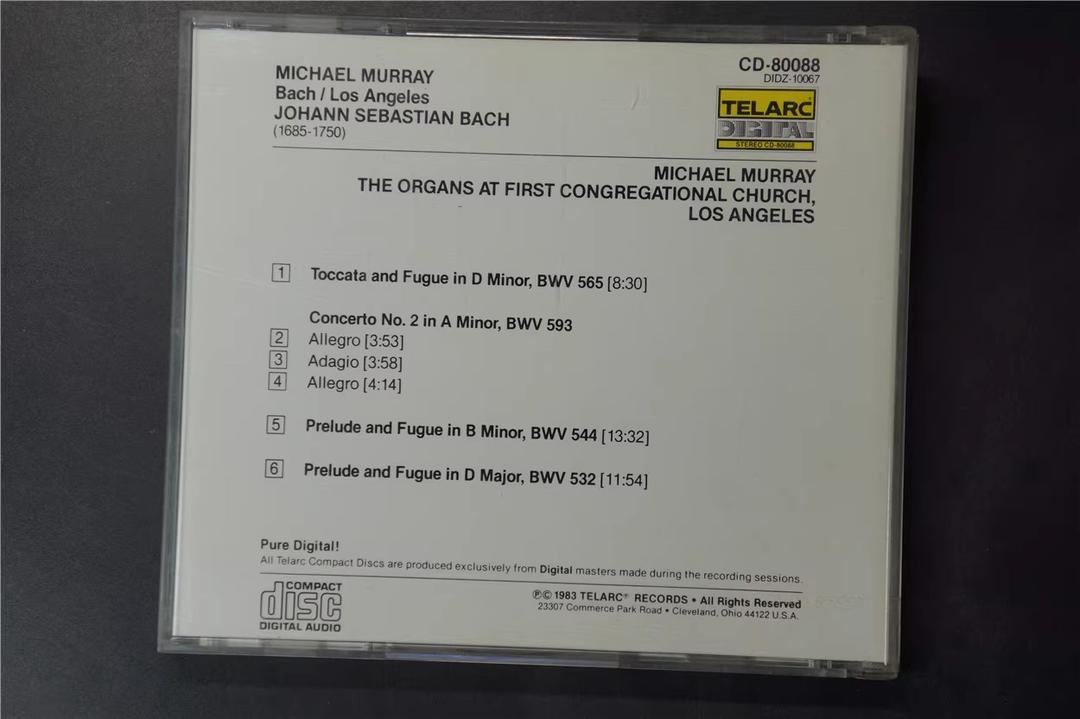 MICHAEL MURRAY
Bach / Los Angeles
JOHANN SEBASTIAN BACH
(1685-1750)
CD-80088
DIDZ-10067
TELARC
DIGITAL
STEREO CD-80088
MICHAEL MURRAY
THE ORGANS AT FIRST CONGREGATIONAL CHURCH,
LOS ANGELES
1 Toccata and Fugue in D Minor, BWV 565 [8:30]
Concerto No. 2 in A Minor, BWV 593
2 Allegro [3:53]
3 Adagio [3:58]
4 Allegro [4:14]
5 Prelude and Fugue in B Minor, BWV 544 [13:32]
6 Prelude and Fugue in D Major, BWV 532 [11:54]
Pure Digital!
All Telarc Compact Discs are produced exclusively from Digital masters made during the recording sessions.
COMPACT
disc
DIGITAL AUDIO
℗© 1983 TELARC® RECORDS • All Rights Reserved
23307 Commerce Park Road • Cleveland, Ohio 44122 U.S.A.